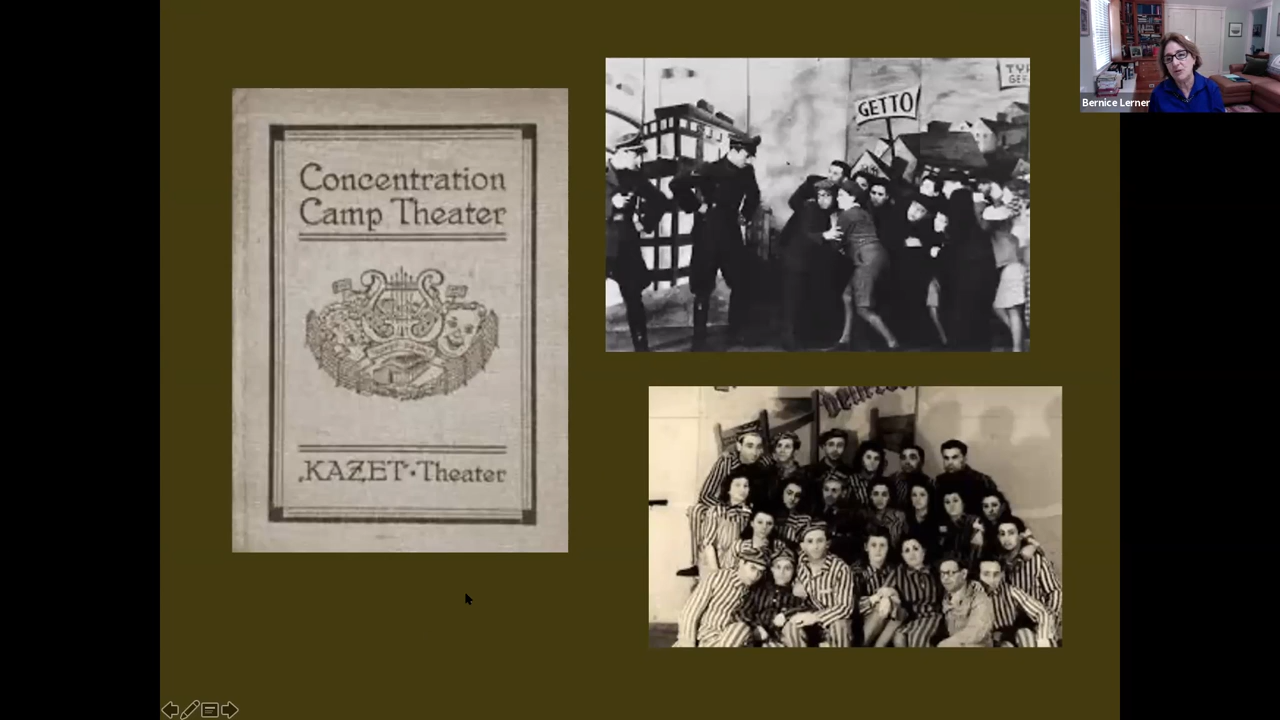 Concentration
Camp Theater
„KAZET“·Theater
GETTO
Bernice Lerner